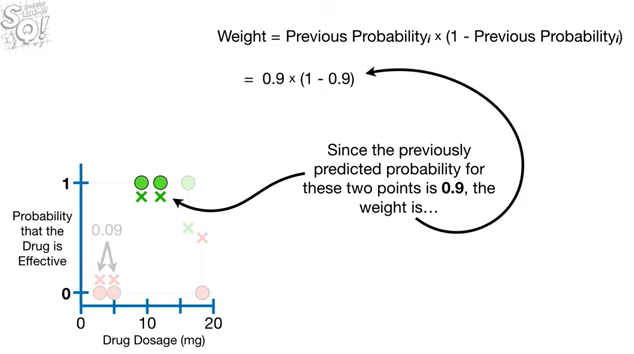 SQ!
Weight = Previous Probabilityi × (1 - Previous Probabilityi)
= 0.9 × (1 - 0.9)
Since the previously
predicted probability for
these two points is 0.9, the
weight is…
1
Probability
that the
Drug is
Effective
0.09
0
0
10
20
Drug Dosage (mg)